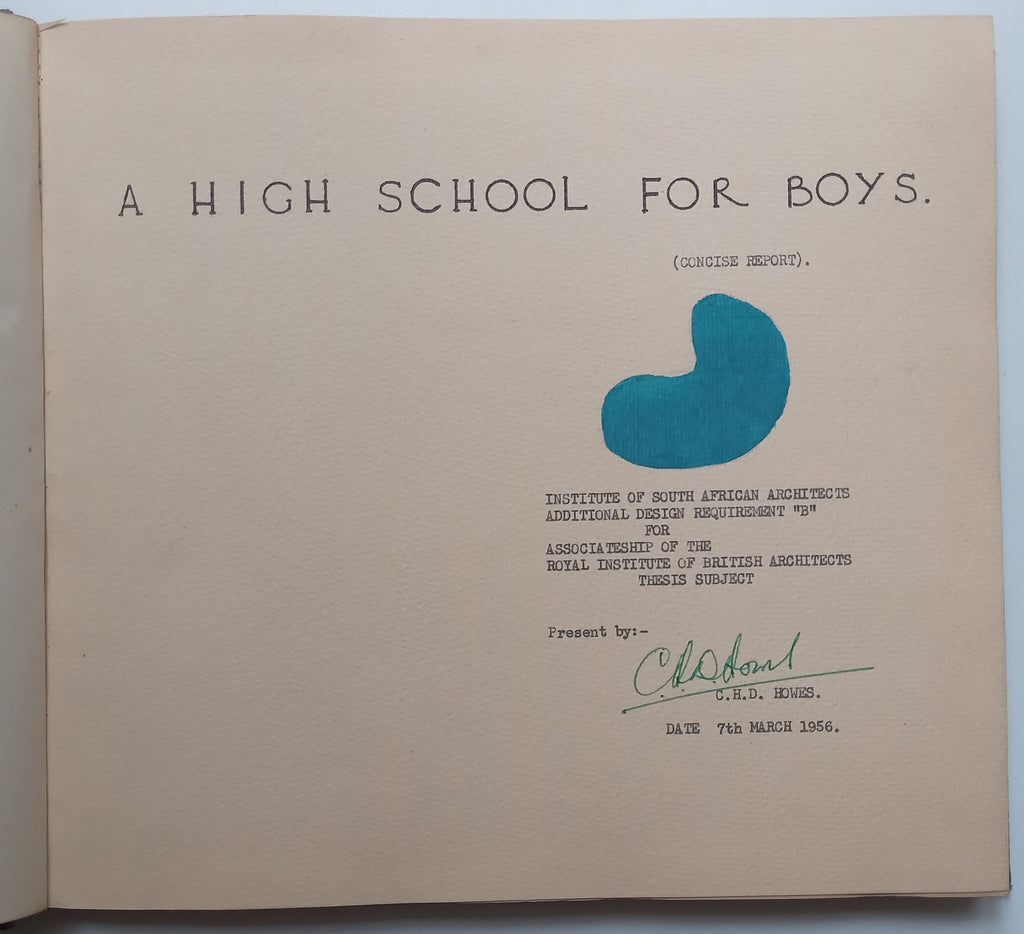 A HIGH SCHOOL FOR BOYS.
(CONCISE REPORT).
INSTITUTE OF SOUTH AFRICAN ARCHITECTS
ADDITIONAL DESIGN REQUIREMENT "B"
FOR
ASSOCIATESHIP OF THE
ROYAL INSTITUTE OF BRITISH ARCHITECTS
THESIS SUBJECT
Present by:-
C.H.D. Howes
C.H.D. HOWES.
DATE 7th MARCH 1956.